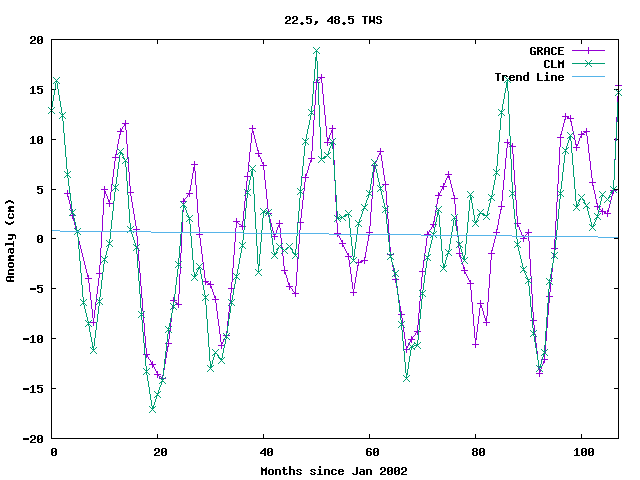 22.5, 48.5 TWS
GRACE
CLM
Trend Line
20
15
10
5
0
-5
-10
-15
-20
Anomaly (cm)
0 20 40 60 80 100
Months since Jan 2002